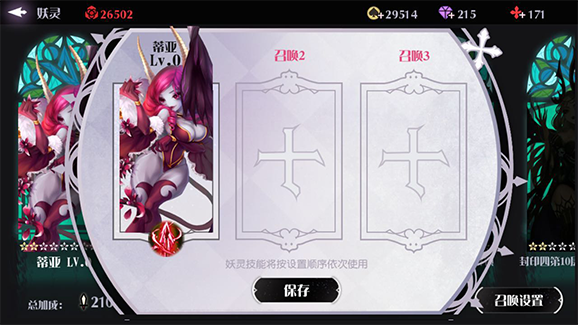 妖灵
26502
+29514
+215
+171
蒂亚
Lv.0
召唤2
召唤3
蒂亚 LV.
封印四第10
妖灵技能将按设置顺序依次使用
总加成:
210
保存
召唤设置